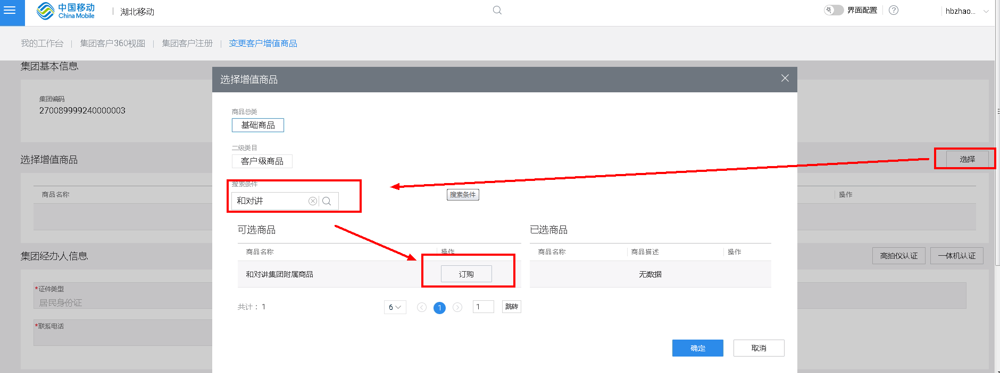 中国移动
China Mobile
湖北移动
界面配置
hbzhao...
我的工作台
集团客户360视图
集团客户注册
变更客户增值商品
集团基本信息
选择增值商品
集团编码
270089999240000003
商品总类
基础商品
二级类目
客户级商品
选择增值商品
选择
搜索条件
和对讲
搜索条件
商品名称
操作
可选商品
已选商品
商品名称
操作
商品名称
商品描述
操作
集团经办人信息
高拍仪认证
一体机认证
和对讲集团附属商品
订购
无数据
*证件类型
居民身份证
共计： 1
6
1
1
跳转
*联系电话
确定
取消